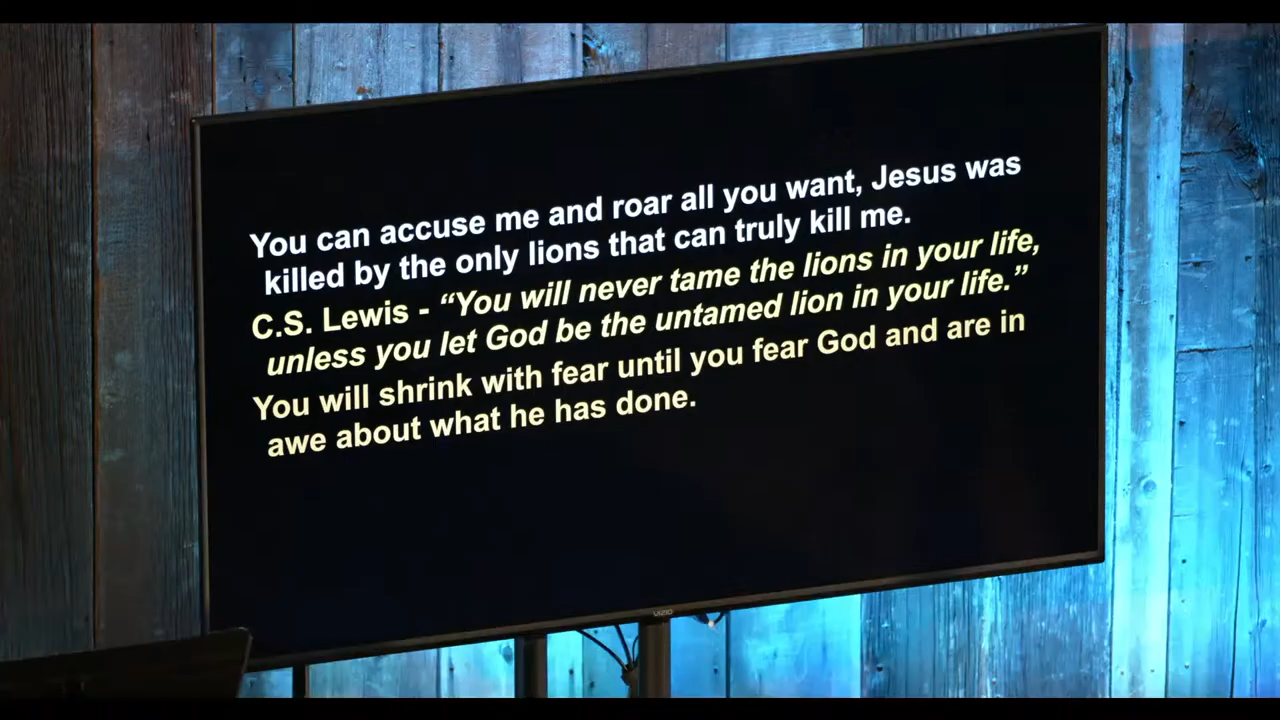 You can accuse me and roar all you want, Jesus was
killed by the only lions that can truly kill me.
C.S. Lewis - “You will never tame the lions in your life,
unless you let God be the untamed lion in your life.”
You will shrink with fear until you fear God and are in
awe about what he has done.
VIZIO